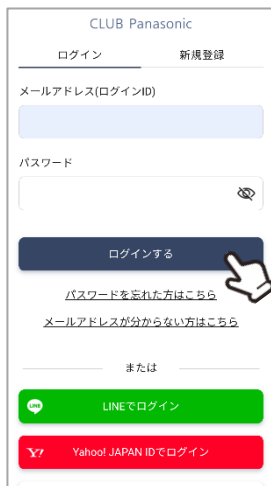 CLUB Panasonic
ログイン 新規登録
メールアドレス(ログインID)
パスワード
ログインする
パスワードを忘れた方はこちら
メールアドレスが分からない方はこちら
または
LINE LINEでログイン
Y! Yahoo! JAPAN IDでログイン